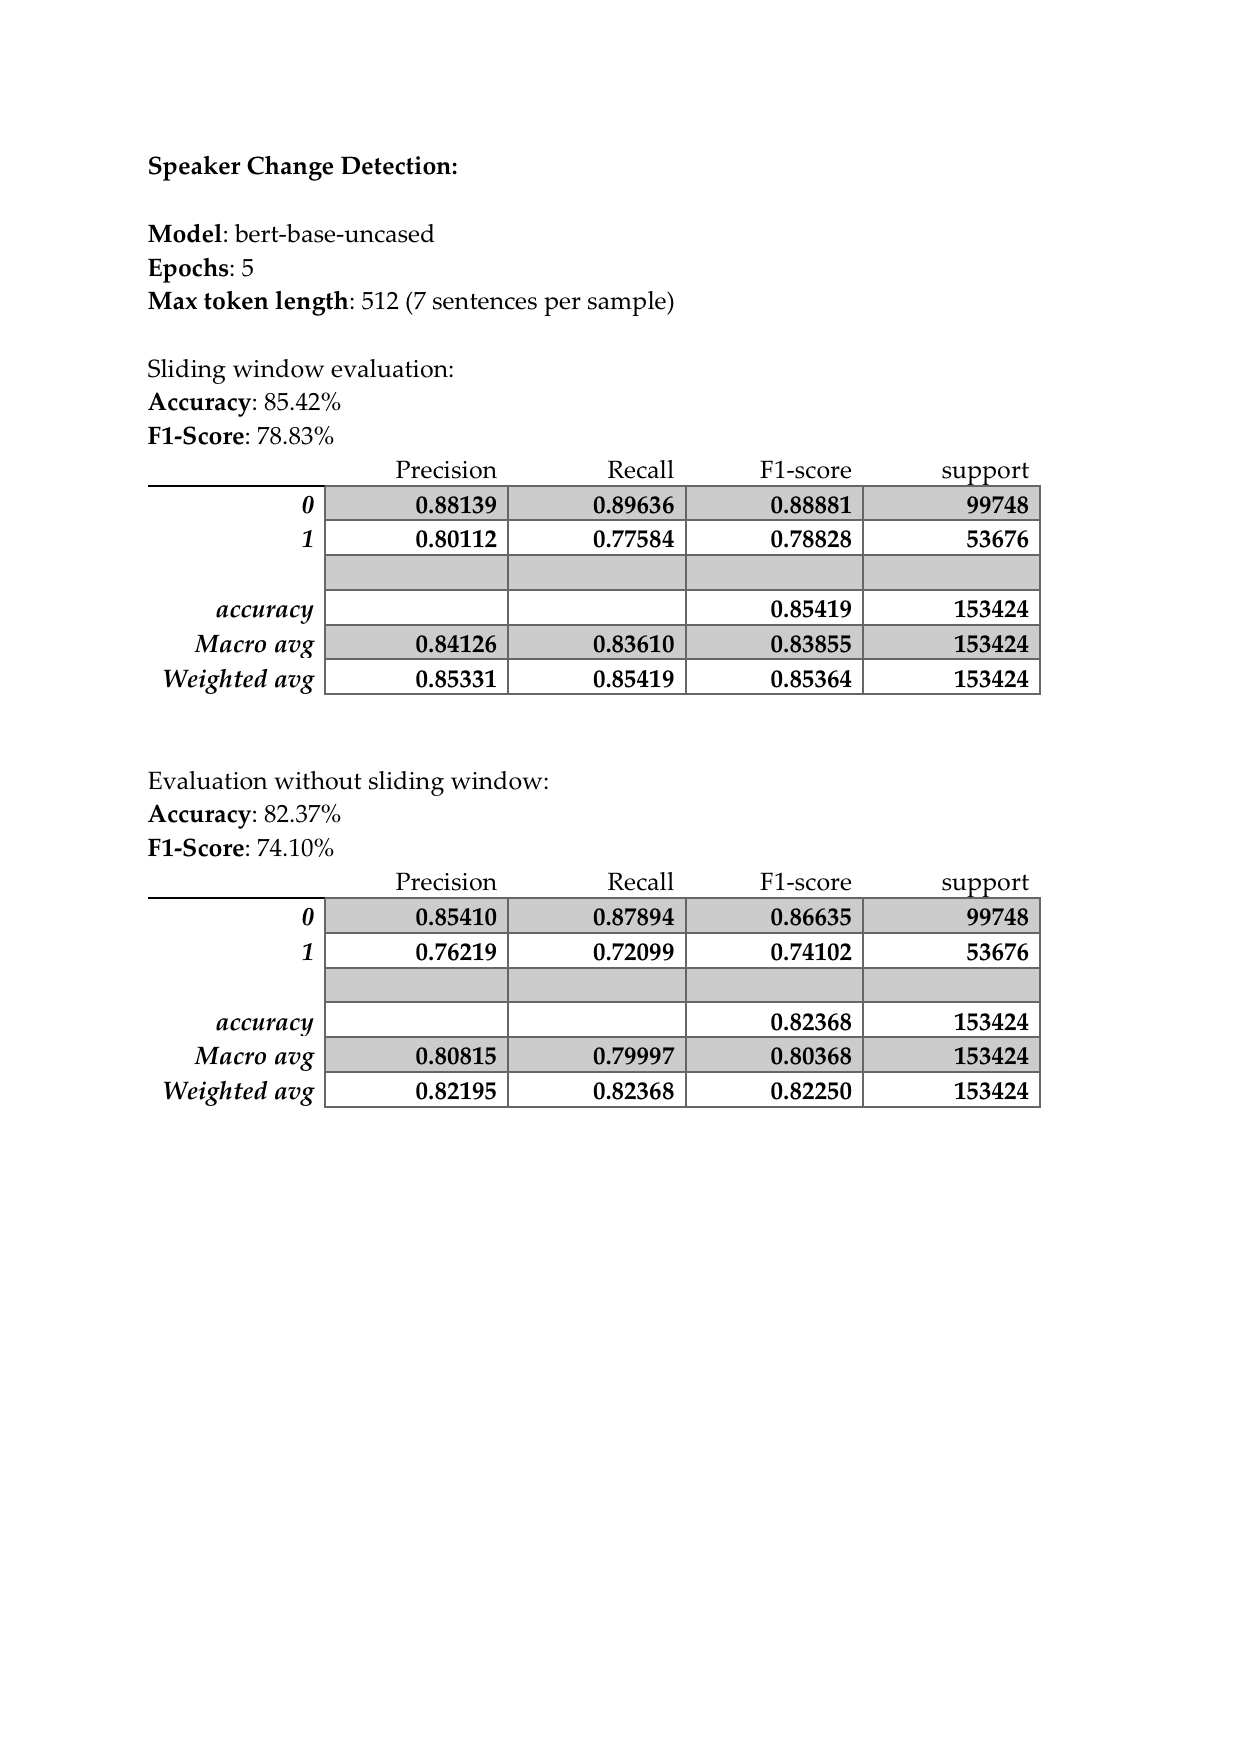 Speaker Change Detection:
Model: bert-base-uncased
Epochs: 5
Max token length: 512 (7 sentences per sample)
Sliding window evaluation:
Accuracy: 85.42%
F1-Score: 78.83%
Precision Recall F1-score support
0 0.88139 0.89636 0.88881 99748
1 0.80112 0.77584 0.78828 53676
accuracy 0.85419 153424
Macro avg 0.84126 0.83610 0.83855 153424
Weighted avg 0.85331 0.85419 0.85364 153424
Evaluation without sliding window:
Accuracy: 82.37%
F1-Score: 74.10%
Precision Recall F1-score support
0 0.85410 0.87894 0.86635 99748
1 0.76219 0.72099 0.74102 53676
accuracy 0.82368 153424
Macro avg 0.80815 0.79997 0.80368 153424
Weighted avg 0.82195 0.82368 0.82250 153424